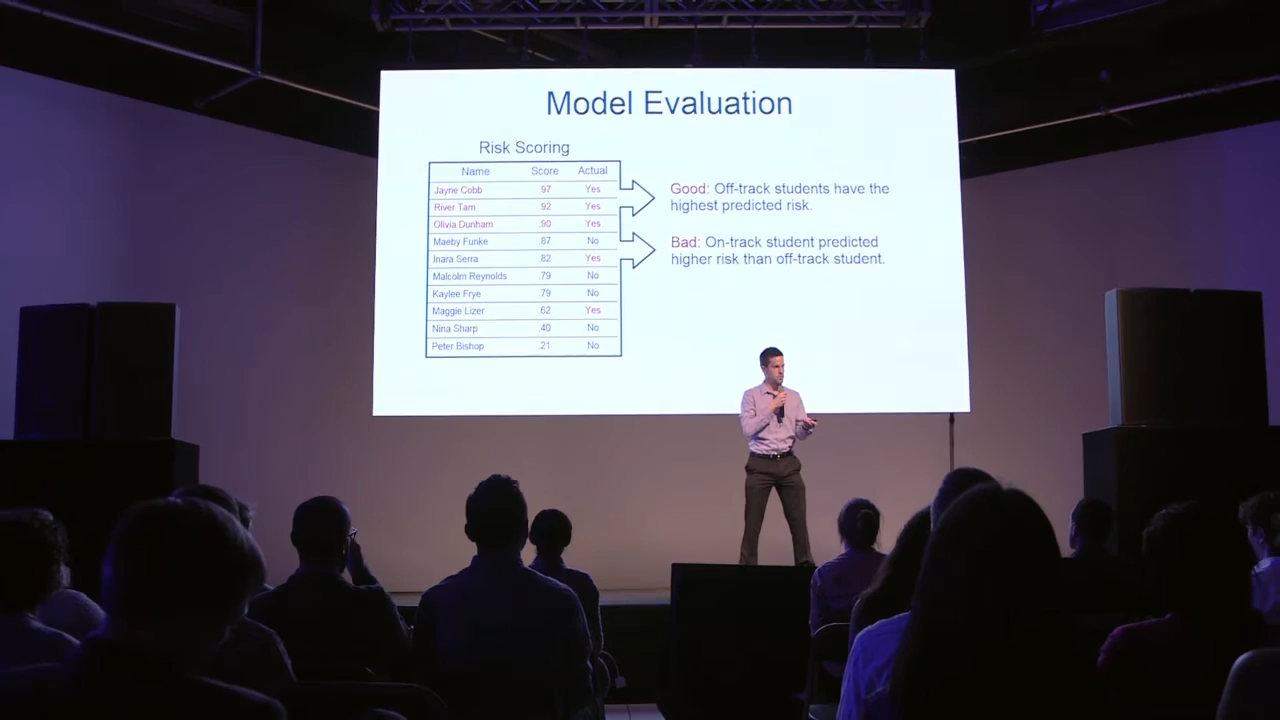 Model Evaluation
Risk Scoring
Name Score Actual
Jayne Cobb .97 Yes
River Tam .92 Yes
Olivia Dunham .90 Yes
Maeby Funke .87 No
Inara Serra .82 Yes
Malcolm Reynolds .79 No
Kaylee Frye .79 No
Maggie Lizer .62 Yes
Nina Sharp .40 No
Peter Bishop .21 No
Good: Off-track students have the
highest predicted risk.
Bad: On-track student predicted
higher risk than off-track student.